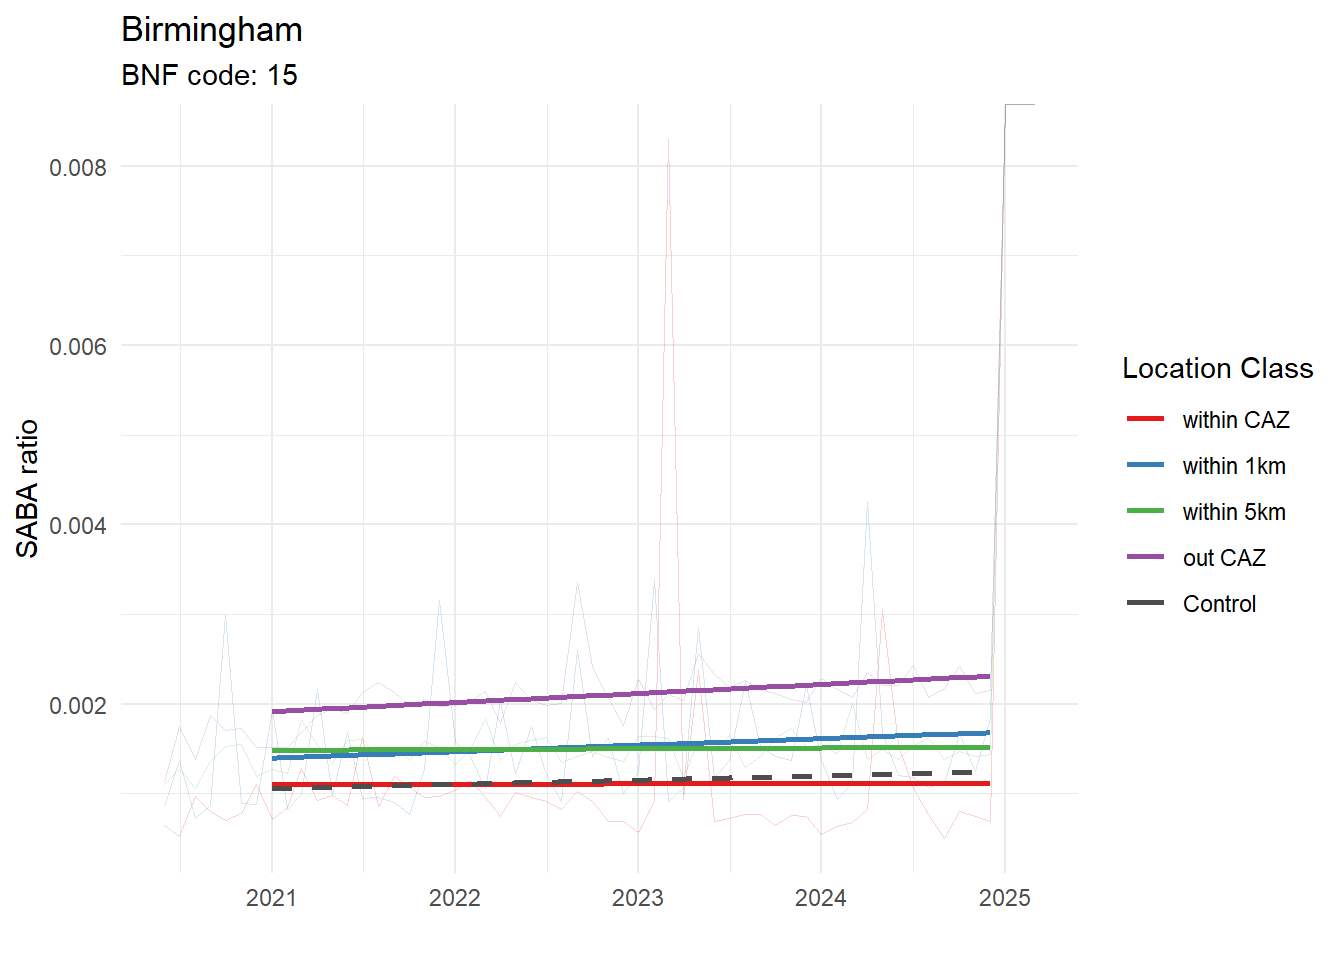 Birmingham
BNF code: 15
0.008
0.006
0.004
0.002
SABA ratio
2021
2022
2023
2024
2025
Location Class
within CAZ
within 1km
within 5km
out CAZ
Control